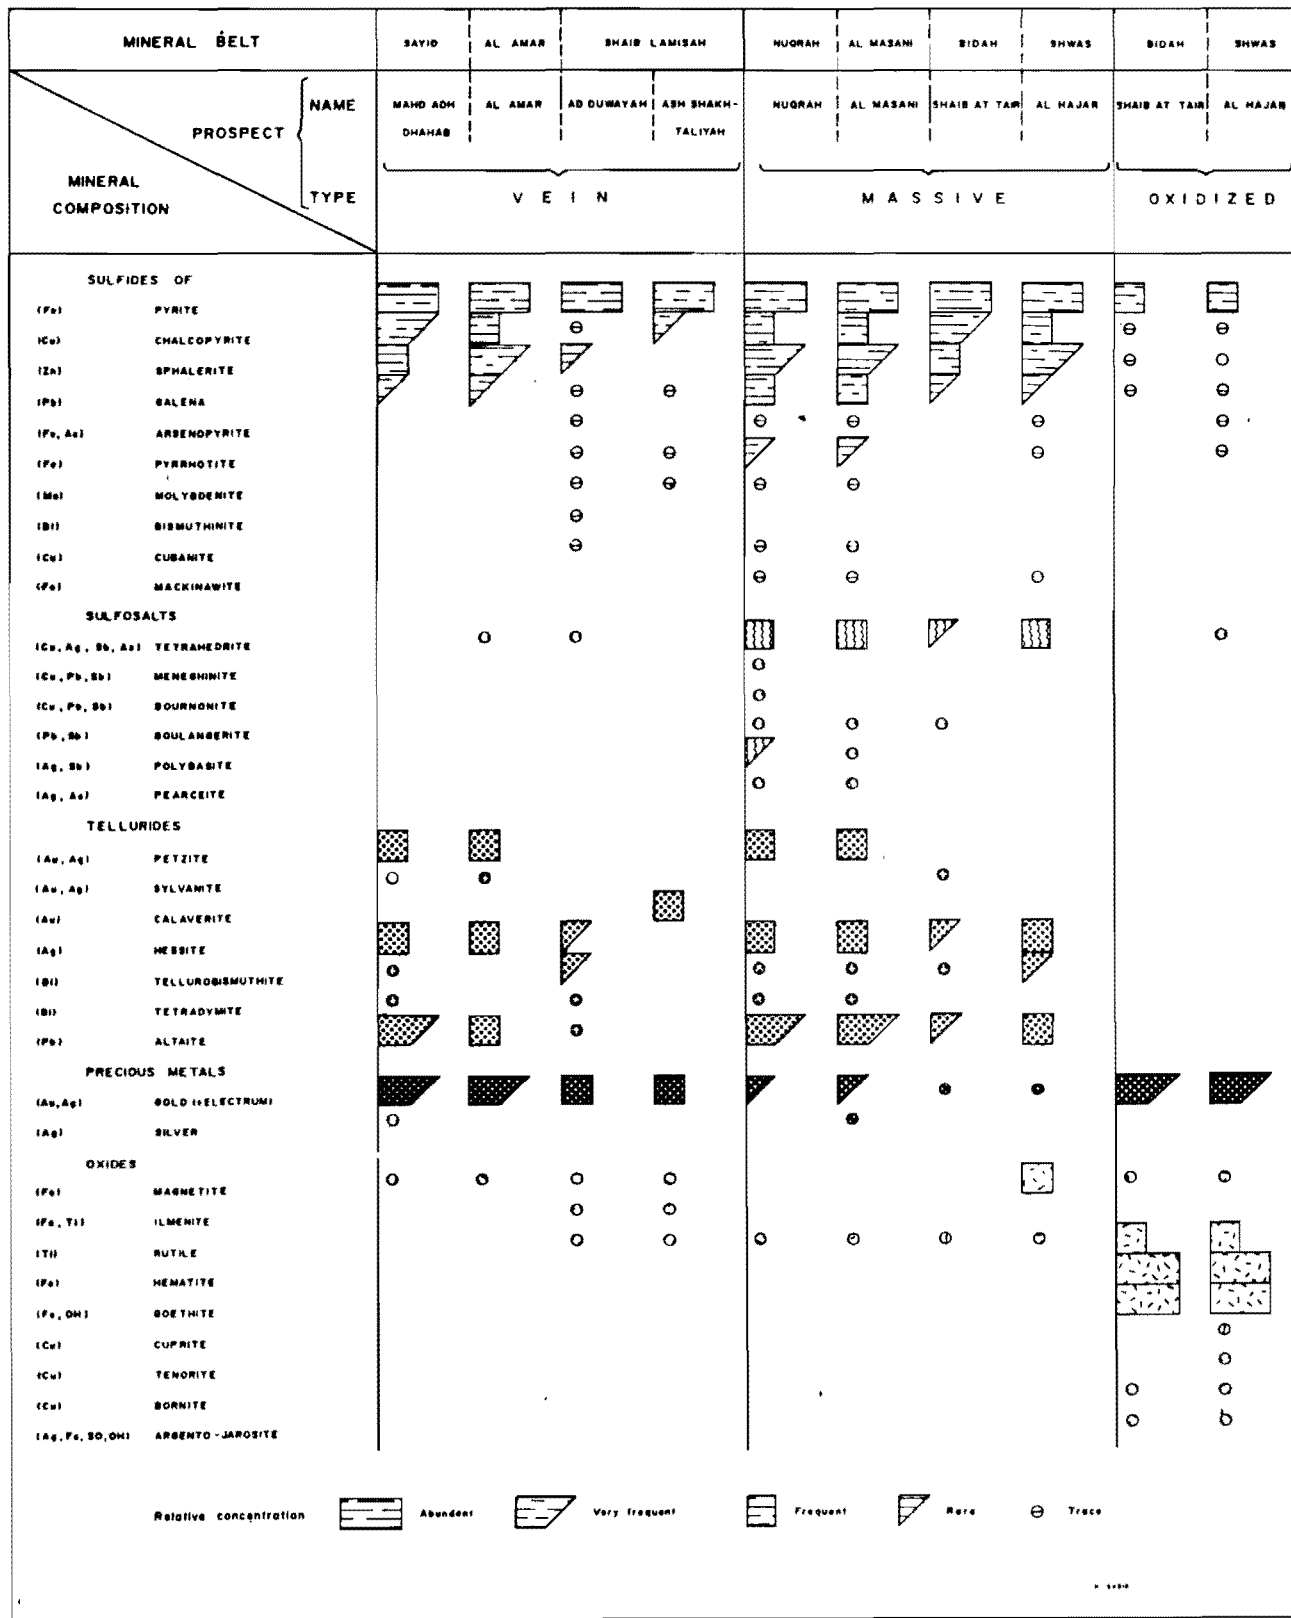 MINERAL BELT SAYID AL AMAR SHAIB LAMISAH NUQRAH AL MASANI BIDAH SHWAS BIDAH SHWAS
NAME MAHD ADH DHAHAB AL AMAR AD DUWAYAH ASH SHAKH-TALIYAH NUQRAH AL MASANI SHAIB AT TAIR AL HAJAR SHAIB AT TAIR AL HAJAR
PROSPECT
MINERAL COMPOSITION
TYPE VEIN MASSIVE OXIDIZED
SULFIDES OF
(Fe) PYRITE
(Cu) CHALCOPYRITE
(Zn) SPHALERITE
(Pb) GALENA
(Fe, As) ARSENOPYRITE
(Fe) PYRRHOTITE
(Mo) MOLYBDENITE
(Bi) BISMUTHINITE
(Cu) CUBANITE
(Fe) MACKINAWITE
SULFOSALTS
(Cu, Ag, Sb, As) TETRAHEDRITE
(Cu, Pb, Sb) MENEGHINITE
(Cu, Pb, Sb) BOURNONITE
(Pb, Sb) BOULANGERITE
(Ag, Sb) POLYBASITE
(Ag, As) PEARCEITE
TELLURIDES
(Au, Ag) PETZITE
(Au, Ag) SYLVANITE
(Au) CALAVERITE
(Ag) HESSITE
(Bi) TELLUROBISMUTHITE
(Bi) TETRADYMITE
(Pb) ALTAITE
PRECIOUS METALS
(Au, Ag) GOLD (+ELECTRUM)
(Ag) SILVER
OXIDES
(Fe) MAGNETITE
(Fe, Ti) ILMENITE
(Ti) RUTILE
(Fe) HEMATITE
(Fe, OH) GOETHITE
(Cu) CUPRITE
(Cu) TENORITE
(Cu) BORNITE
(Ag, Fe, SO, OH) ARGENTO-JAROSITE
Relative concentration Abundant Very frequent Frequent Rare Trace